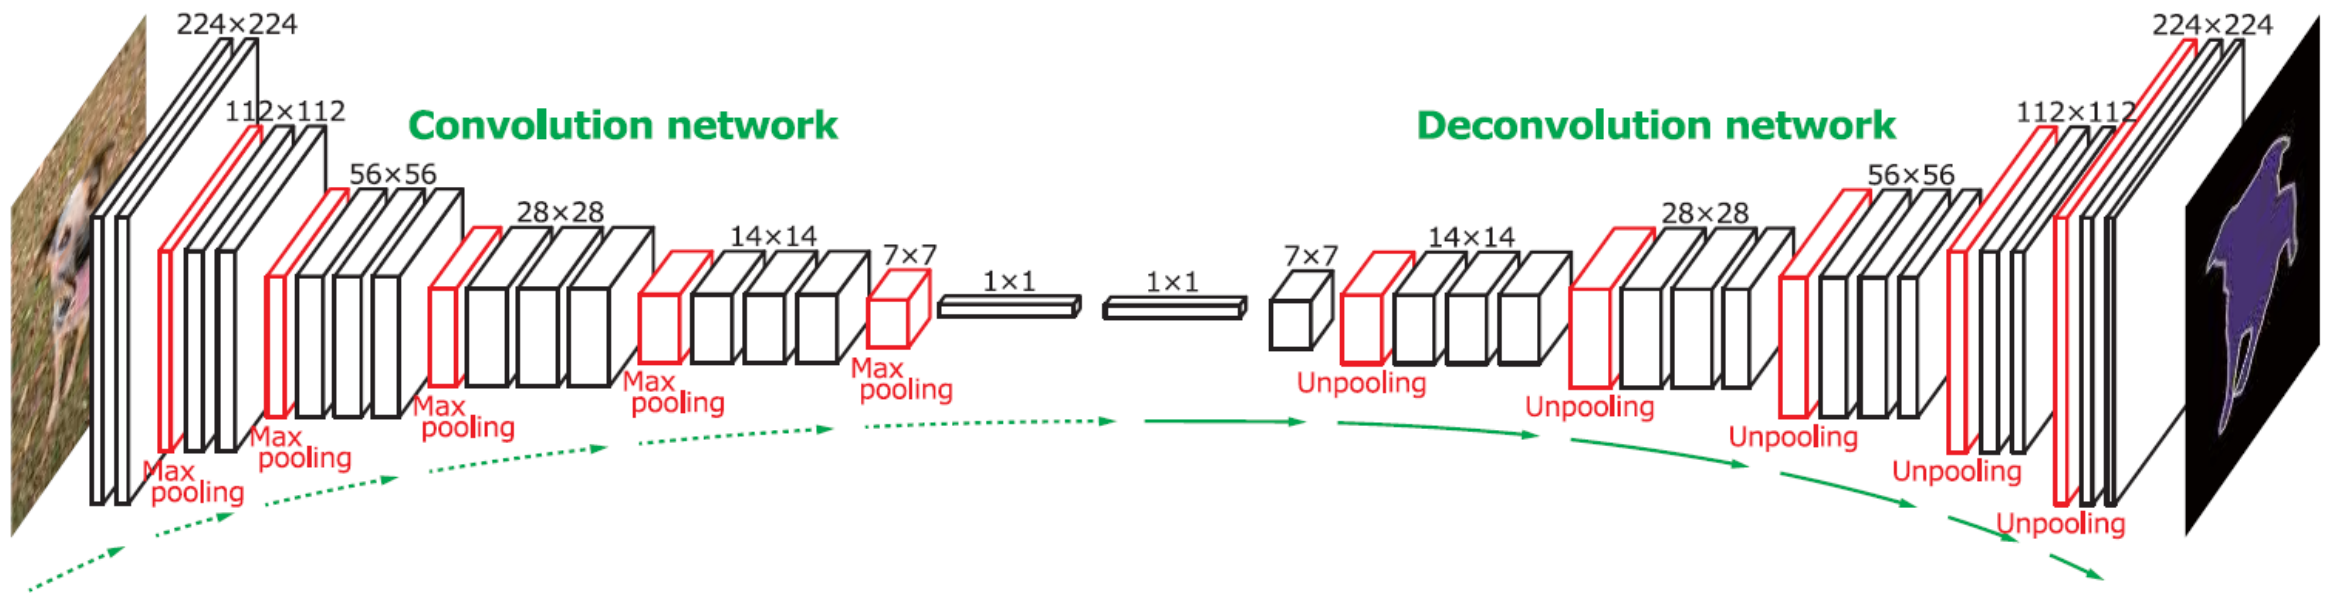 224×224
112×112
Convolution network
56×56
28×28
14×14
7×7
1×1
1×1
7×7
14×14
28×28
56×56
Deconvolution network
112×112
224×224
Max
pooling
Max
pooling
Max
pooling
Max
pooling
Max
pooling
Unpooling
Unpooling
Unpooling
Unpooling
Unpooling